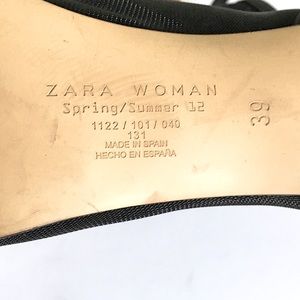 ZARA WOMAN
Spring/Summer 12
1122 / 101 / 040
131
MADE IN SPAIN
HECHO EN ESPAÑA
39